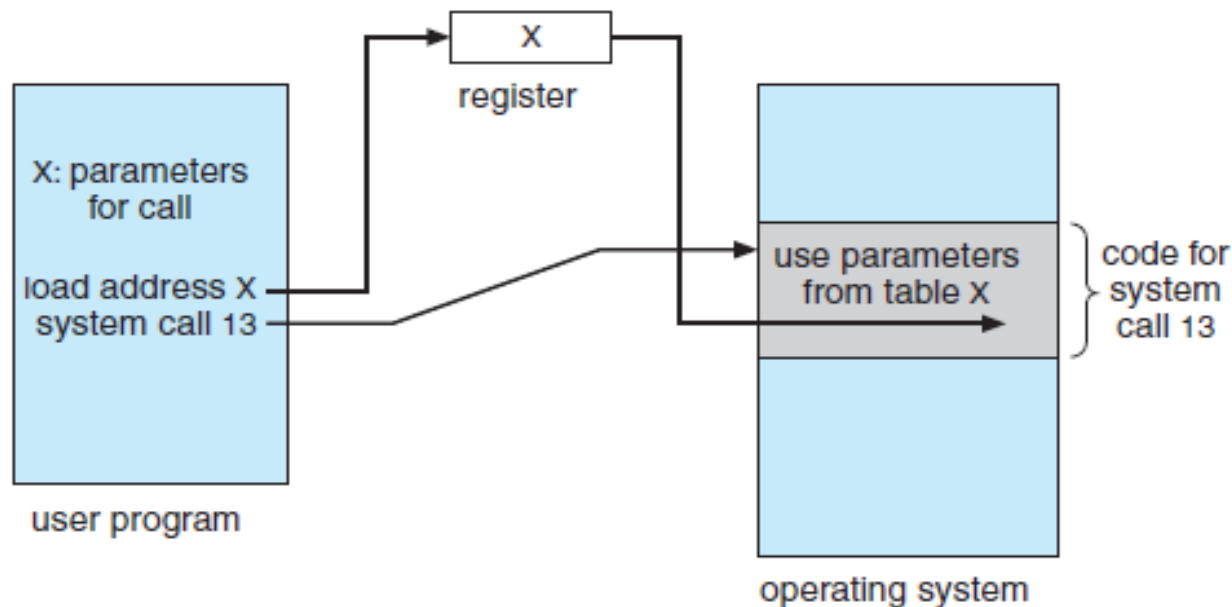 X
register
X: parameters
for call
load address X
system call 13
use parameters
from table X
code for
system
call 13
user program
operating system